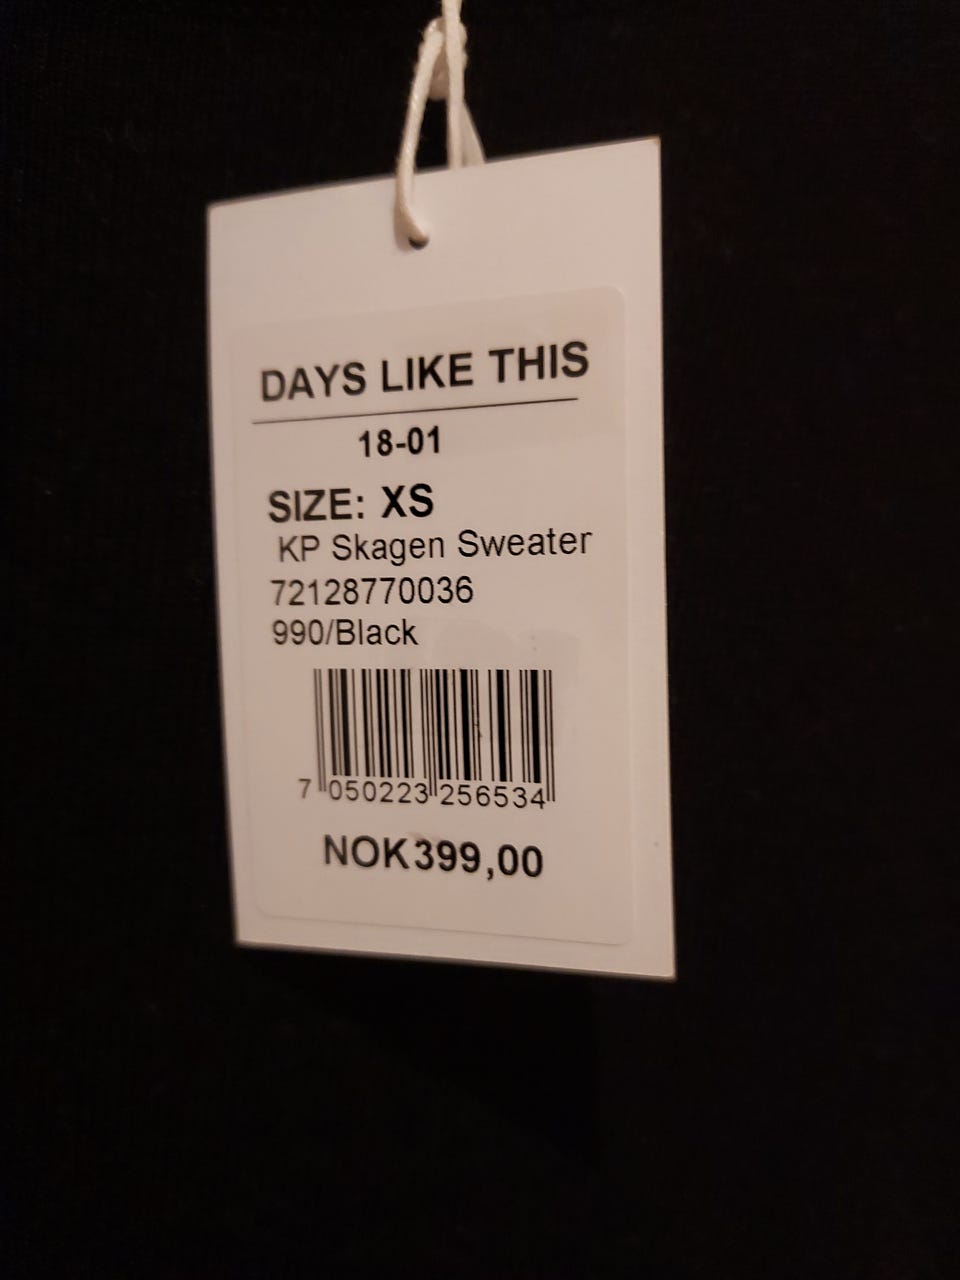 DAYS LIKE THIS
18-01
SIZE: XS
KP Skagen Sweater
72128770036
990/Black
7 050223 256534
NOK399,00